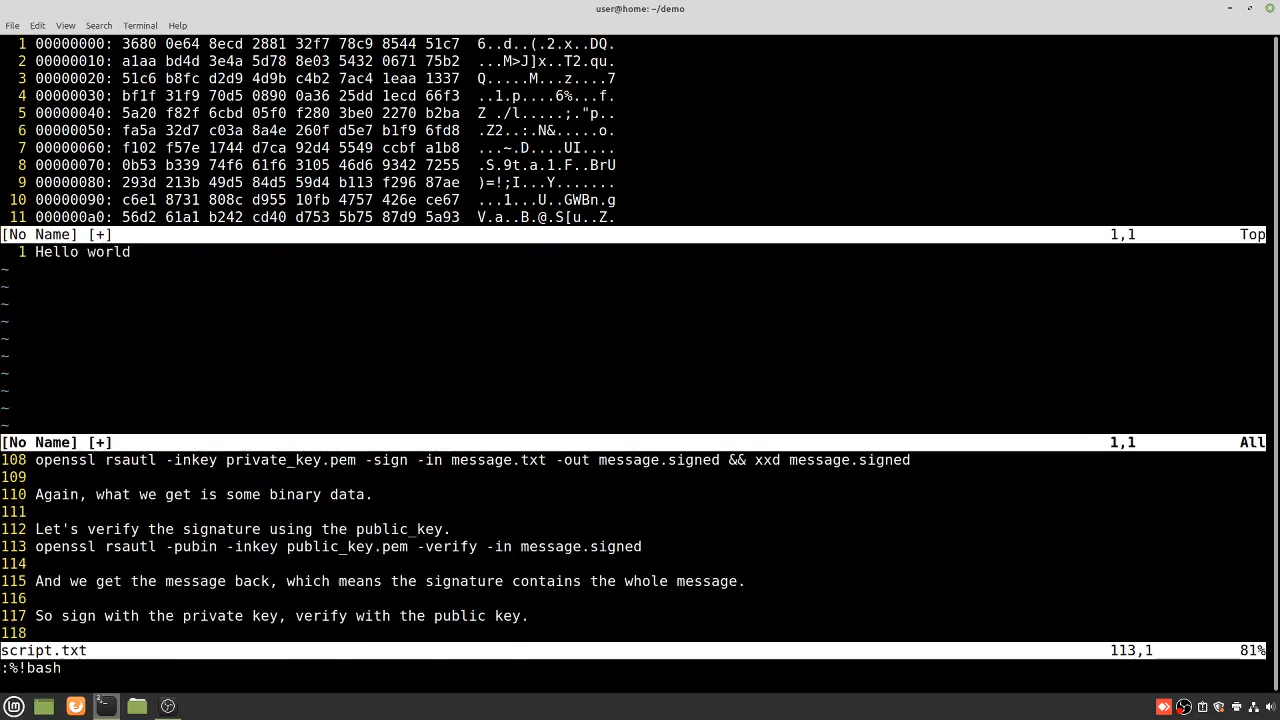 user@home: ~/demo
File Edit View Search Terminal Help
1 00000000: 3680 0e64 8ecd 2881 32f7 78c9 8544 51c7 6..d..(.2.x..DQ.
2 00000010: a1aa bd4d 3e4a 5d78 8e03 5432 0671 75b2 ...M>J]x..T2.qu.
3 00000020: 51c6 b8fc d2d9 4d9b c4b2 7ac4 1eaa 1337 Q.....M...z....7
4 00000030: bf1f 31f9 70d5 0890 0a36 25dd 1ecd 66f3 ..1.p....6%...f.
5 00000040: 5a20 f82f 6cbd 05f0 f280 3be0 2270 b2ba Z ./l.....;."p..
6 00000050: fa5a 32d7 c03a 8a4e 260f d5e7 b1f9 6fd8 .Z2..:.N&.....o.
7 00000060: f102 f57e 1744 d7ca 92d4 5549 ccbf a1b8 ...~.D....UI....
8 00000070: 0b53 b339 74f6 61f6 3105 46d6 9342 7255 .S.9t.a.1.F..BrU
9 00000080: 293d 213b 49d5 84d5 59d4 b113 f296 87ae )=!;I...Y.......
10 00000090: c6e1 8731 808c d955 10fb 4757 426e ce67 ...1...U..GWBn.g
11 000000a0: 56d2 61a1 b242 cd40 d753 5b75 87d9 5a93 V.a..B.@.S[u..Z.
[No Name] [+] 1,1 Top
1 Hello world
~
~
~
~
~
~
~
~
~
~
[No Name] [+] 1,1 All
108 openssl rsautl -inkey private_key.pem -sign -in message.txt -out message.signed && xxd message.signed
109
110 Again, what we get is some binary data.
111
112 Let's verify the signature using the public_key.
113 openssl rsautl -pubin -inkey public_key.pem -verify -in message.signed
114
115 And we get the message back, which means the signature contains the whole message.
116
117 So sign with the private key, verify with the public key.
118
script.txt 113,1 81%
:%!bash